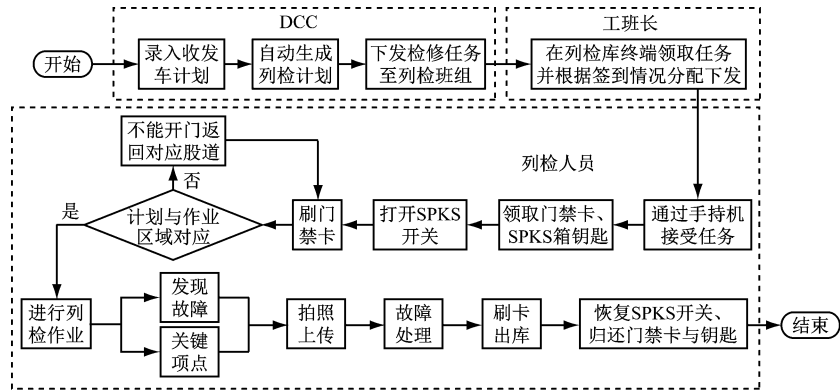 DCC
工班长
开始
录入收发
车计划
自动生成
列检计划
下发检修任务
至列检班组
在列检库终端领取任务
并根据签到情况分配下发
不能开门返
回对应股道
列检人员
否
是
计划与作业
区域对应
刷门
禁卡
打开SPKS
开关
领取门禁卡、
SPKS箱钥匙
通过手持机
接受任务
进行列
检作业
发现
故障
关键
项点
拍照
上传
故障
处理
刷卡
出库
恢复SPKS开关、
归还门禁卡与钥匙
结束